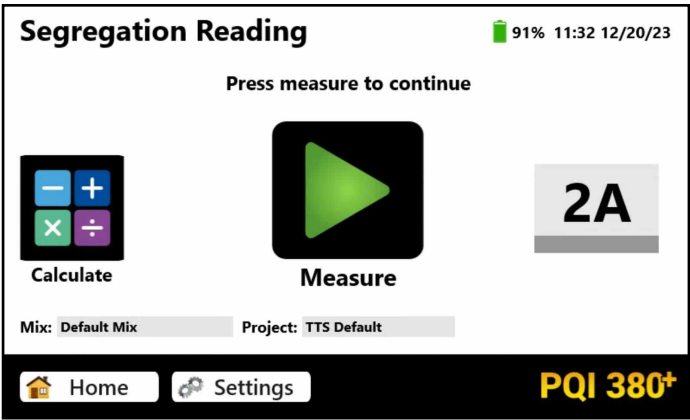 Segregation Reading
91% 11:32 12/20/23
Press measure to continue
2A
Calculate
Measure
Mix: Default Mix
Project: TTS Default
Home
Settings
PQI 380+